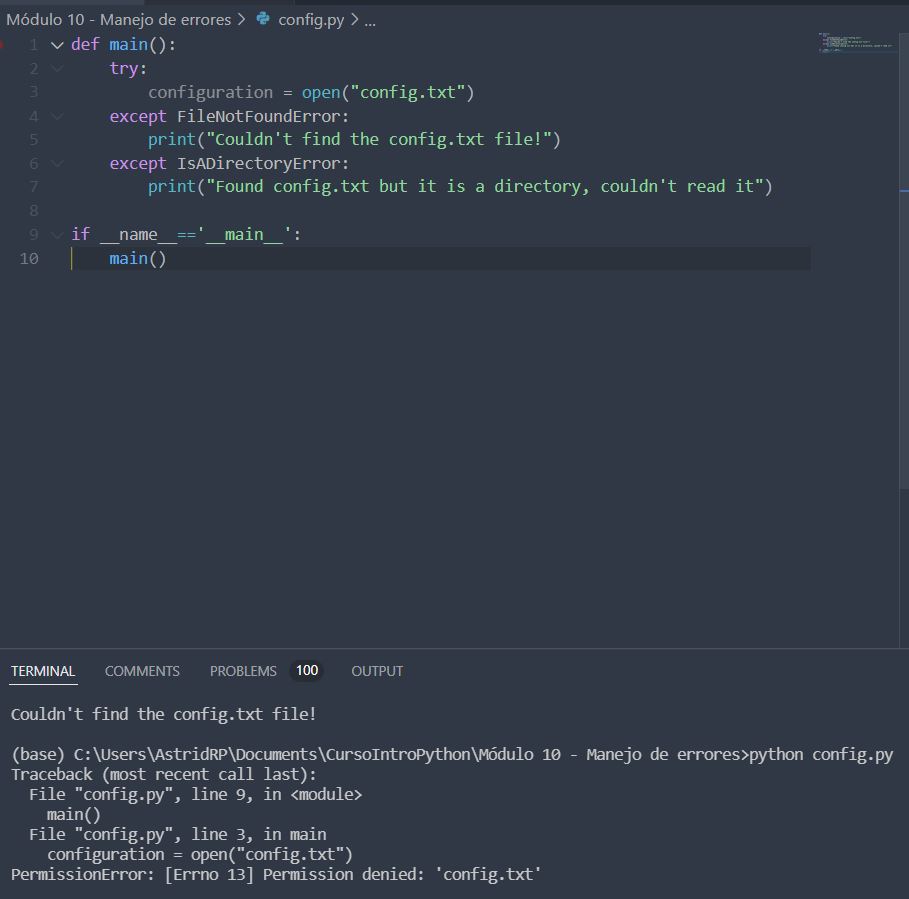 Módulo 10 - Manejo de errores > config.py > ...
1 def main():
2     try:
3         configuration = open("config.txt")
4     except FileNotFoundError:
5         print("Couldn't find the config.txt file!")
6     except IsADirectoryError:
7         print("Found config.txt but it is a directory, couldn't read it")
8
9 if __name__=='__main__':
10     main()
TERMINAL COMMENTS PROBLEMS 100 OUTPUT
Couldn't find the config.txt file!
(base) C:\Users\AstridRP\Documents\CursoIntroPython\Módulo 10 - Manejo de errores>python config.py
Traceback (most recent call last):
  File "config.py", line 9, in <module>
    main()
  File "config.py", line 3, in main
    configuration = open("config.txt")
PermissionError: [Errno 13] Permission denied: 'config.txt'